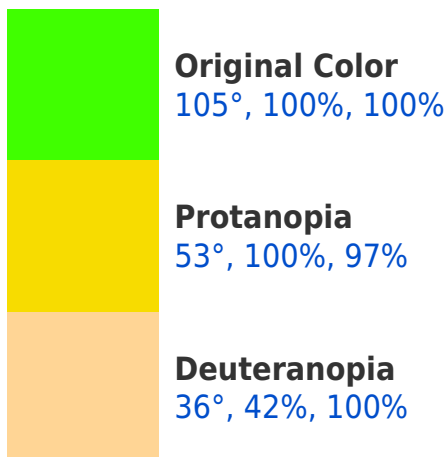 Original Color
105°, 100%, 100%
Protanopia
53°, 100%, 97%
Deuteranopia
36°, 42%, 100%